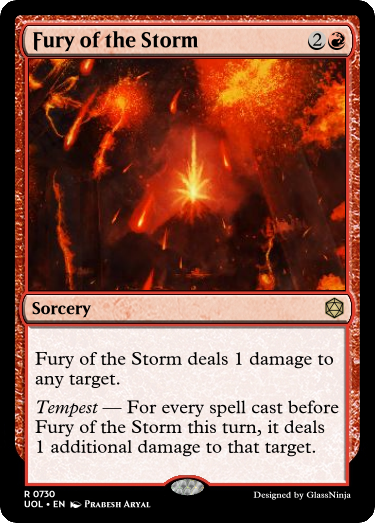 Fury of the Storm 2
Sorcery
Fury of the Storm deals 1 damage to
any target.
Tempest — For every spell cast before
Fury of the Storm this turn, it deals
1 additional damage to that target.
R 0730
UOL • EN Prabesh Aryal
Designed by GlassNinja